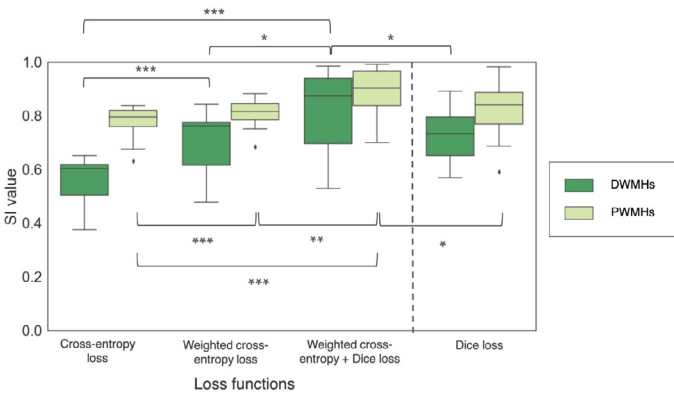 ***
*
*
***
1.0
0.8
0.6
0.4
0.2
0.0
SI value
***
**
*
***
DWMHs
PWMHs
Cross-entropy
loss
Weighted cross-
entropy loss
Weighted cross-
entropy + Dice loss
Dice loss
Loss functions